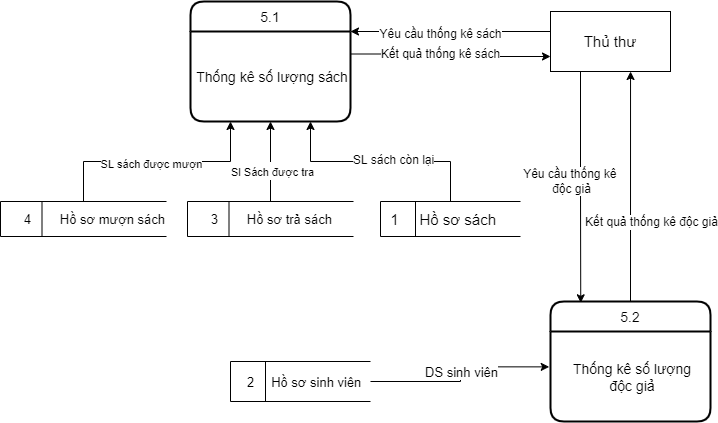 5.1
Thống kê số lượng sách
Yêu cầu thống kê sách
Kết quả thống kê sách
Thủ thư
SL sách được mượn
Sl Sách được tra
SL sách còn lại
Yêu cầu thống kê
độc giả
Kết quả thống kê độc giả
4
Hồ sơ mượn sách
3
Hồ sơ trả sách
1
Hồ sơ sách
5.2
Thống kê số lượng
độc giả
2
Hồ sơ sinh viên
DS sinh viên